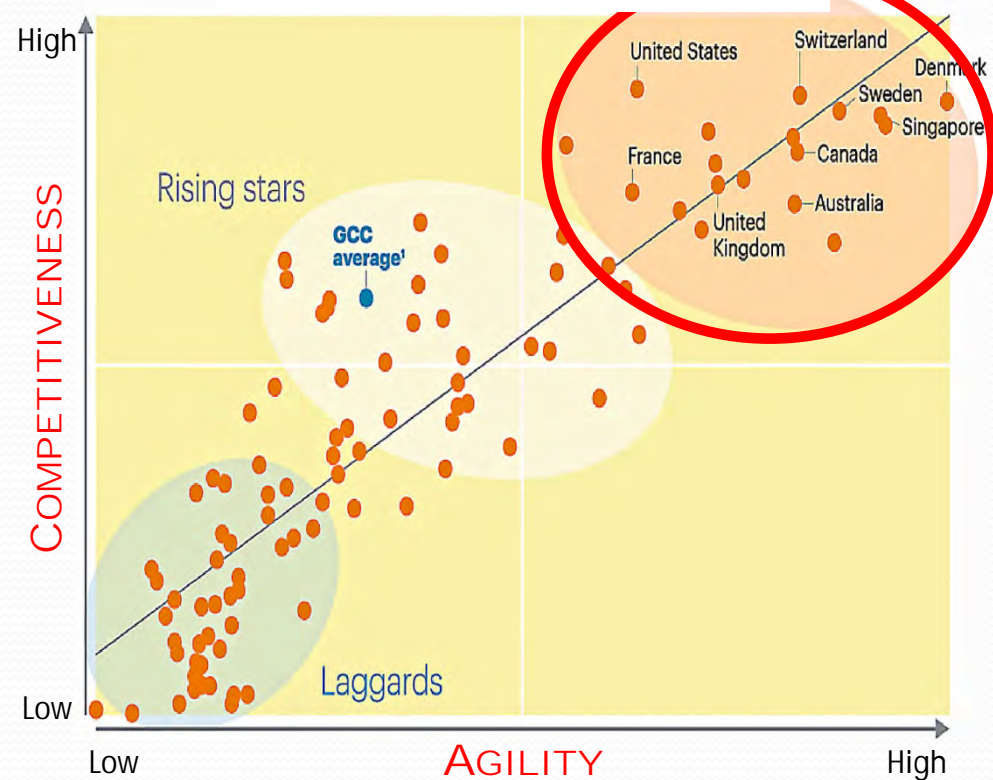 High
United States
Switzerland
Denmark
Sweden
Singapore
France
Canada
Rising stars
Australia
GCC
average¹
United
Kingdom
COMPETITIVENESS
Laggards
Low
Low
AGILITY
High